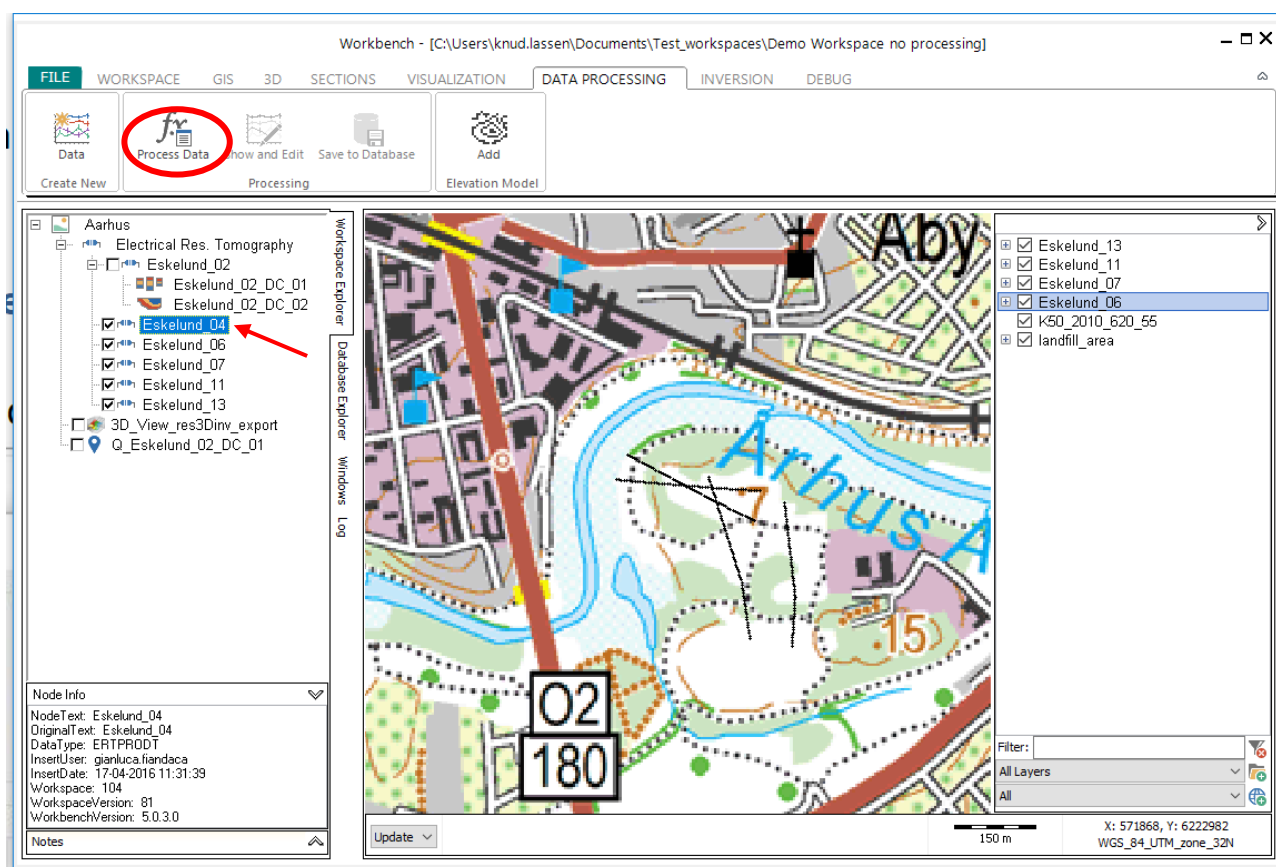 Workbench - [C:\Users\knud.lassen\Documents\Test_workspaces\Demo Workspace no processing]
FILE WORKSPACE GIS 3D SECTIONS VISUALIZATION DATA PROCESSING INVERSION DEBUG
Data Process Data how and Edit Save to Database Add
Create New Processing Elevation Model
Aarhus
Electrical Res. Tomography
Eskelund_02
Eskelund_02_DC_01
Eskelund_02_DC_02
Eskelund_04
Eskelund_06
Eskelund_07
Eskelund_11
Eskelund_13
3D_View_res3Dinv_export
Q_Eskelund_02_DC_01
Workspace Explorer
Database Explorer
Windows
Log
Node Info
NodeText: Eskelund_04
OriginalText: Eskelund_04
DataType: ERTPRODT
InsertUser: gianluca.fiandaca
InsertDate: 17-04-2016 11:31:39
Workspace: 104
WorkspaceVersion: 81
WorkbenchVersion: 5.0.3.0
Notes
Aby
Århus A
7
15
O2
180
Update
150 m
X: 571868, Y: 6222982
WGS_84_UTM_zone_32N
Eskelund_13
Eskelund_11
Eskelund_07
Eskelund_06
K50_2010_620_55
landfill_area
Filter:
All Layers
All